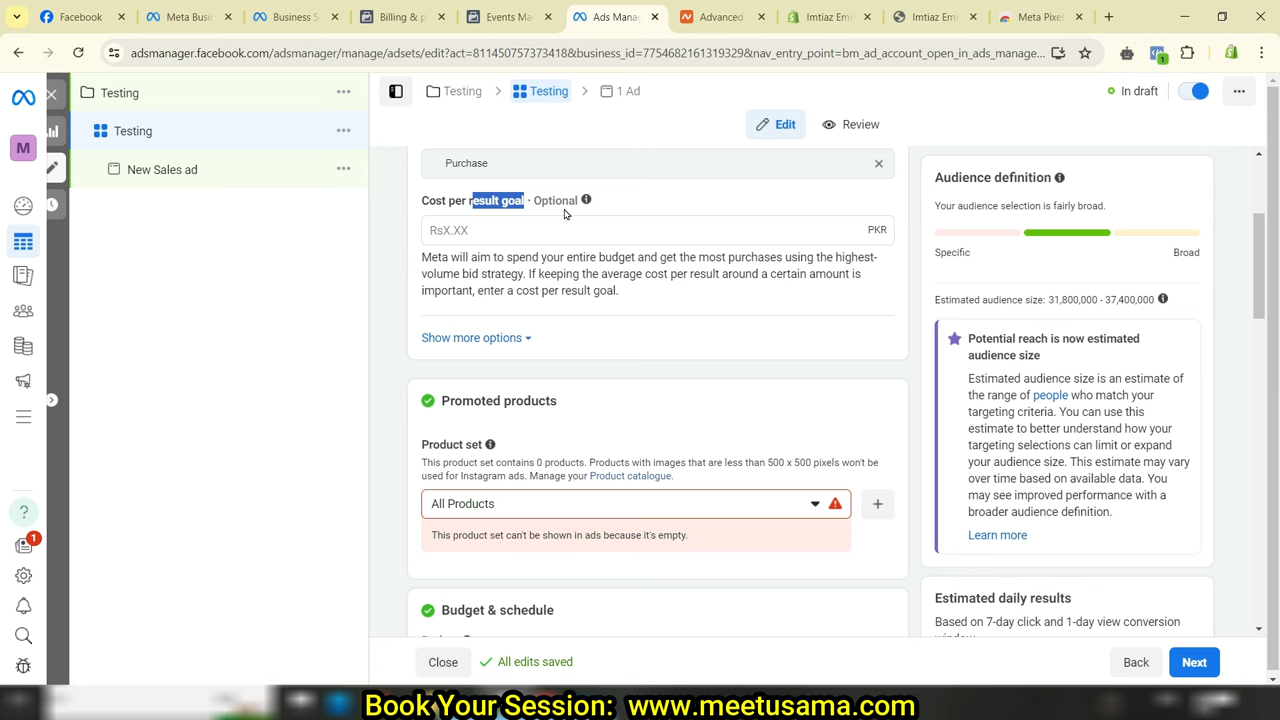 Facebook
Meta Busin
Business S
Billing & p
Events Ma
Ads Mana
Advanced
Imtiaz Em
Imtiaz Em
Meta Pixel
adsmanager.facebook.com/adsmanager/manage/adsets/edit?act=811450757373418&business_id=7754682161319329&nav_entry_point=bm_ad_account_open_in_ads_manage...
1
Testing
Testing
New Sales ad
M
?
1
Testing
Testing
1 Ad
In draft
Edit
Review
Purchase
Cost per result goal · Optional
RsX.XX
PKR
Meta will aim to spend your entire budget and get the most purchases using the highest-
volume bid strategy. If keeping the average cost per result around a certain amount is
important, enter a cost per result goal.
Show more options
Promoted products
Product set
This product set contains 0 products. Products with images that are less than 500 x 500 pixels won't be
used for Instagram ads. Manage your Product catalogue.
All Products
This product set can't be shown in ads because it's empty.
Budget & schedule
Audience definition
Your audience selection is fairly broad.
Specific
Broad
Estimated audience size: 31,800,000 - 37,400,000
Potential reach is now estimated
audience size
Estimated audience size is an estimate of
the range of people who match your
targeting criteria. You can use this
estimate to better understand how your
targeting selections can limit or expand
your audience size. This estimate may vary
over time based on available data. You
may see improved performance with a
broader audience definition.
Learn more
Estimated daily results
Based on 7-day click and 1-day view conversion
Close
All edits saved
Back
Next
Book Your Session: www.meetusama.com